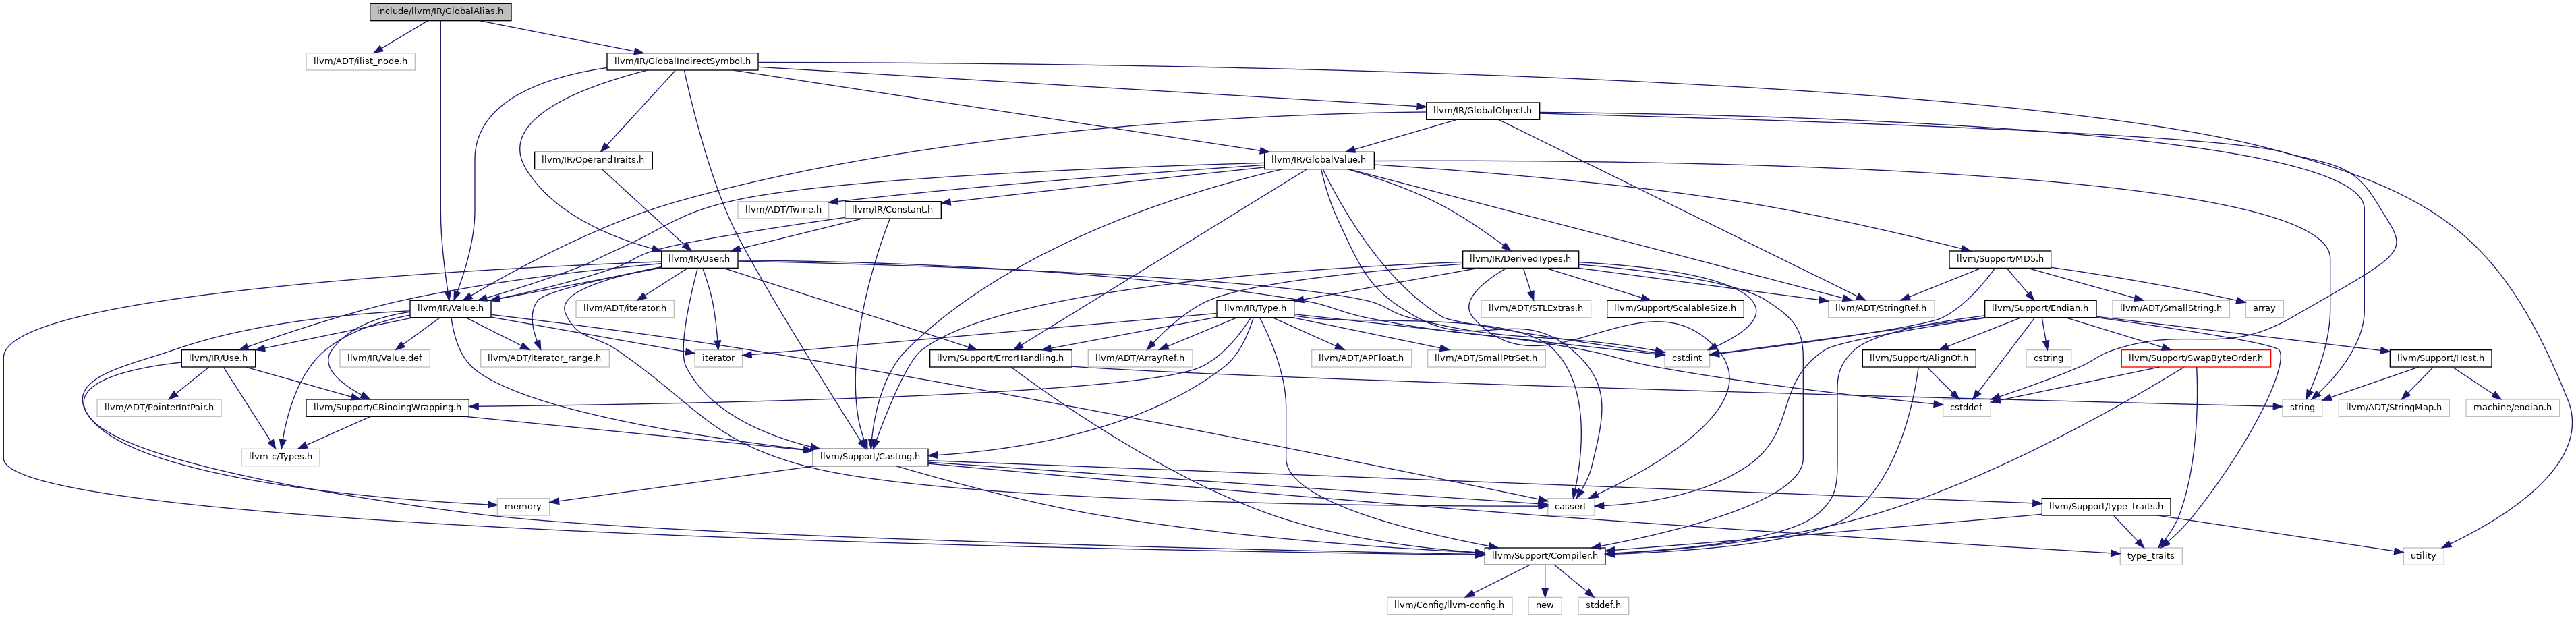 include/llvm/IR/GlobalAlias.h
llvm/ADT/ilist_node.h
llvm/IR/GlobalIndirectSymbol.h
llvm/IR/GlobalObject.h
llvm/IR/OperandTraits.h
llvm/IR/GlobalValue.h
llvm/ADT/Twine.h
llvm/IR/Constant.h
llvm/IR/User.h
llvm/IR/DerivedTypes.h
llvm/Support/MD5.h
llvm/IR/Value.h
llvm/ADT/iterator.h
llvm/IR/Type.h
llvm/ADT/STLExtras.h
llvm/Support/ScalableSize.h
llvm/ADT/StringRef.h
llvm/Support/Endian.h
llvm/ADT/SmallString.h
array
llvm/IR/Use.h
llvm/IR/Value.def
llvm/ADT/iterator_range.h
iterator
llvm/Support/ErrorHandling.h
llvm/ADT/ArrayRef.h
llvm/ADT/APFloat.h
llvm/ADT/SmallPtrSet.h
cstdint
llvm/Support/AlignOf.h
cstring
llvm/Support/SwapByteOrder.h
llvm/Support/Host.h
llvm/ADT/PointerIntPair.h
llvm/Support/CBindingWrapping.h
cstddef
string
llvm/ADT/StringMap.h
machine/endian.h
llvm-c/Types.h
llvm/Support/Casting.h
memory
cassert
llvm/Support/type_traits.h
llvm/Support/Compiler.h
type_traits
utility
llvm/Config/llvm-config.h
new
stddef.h